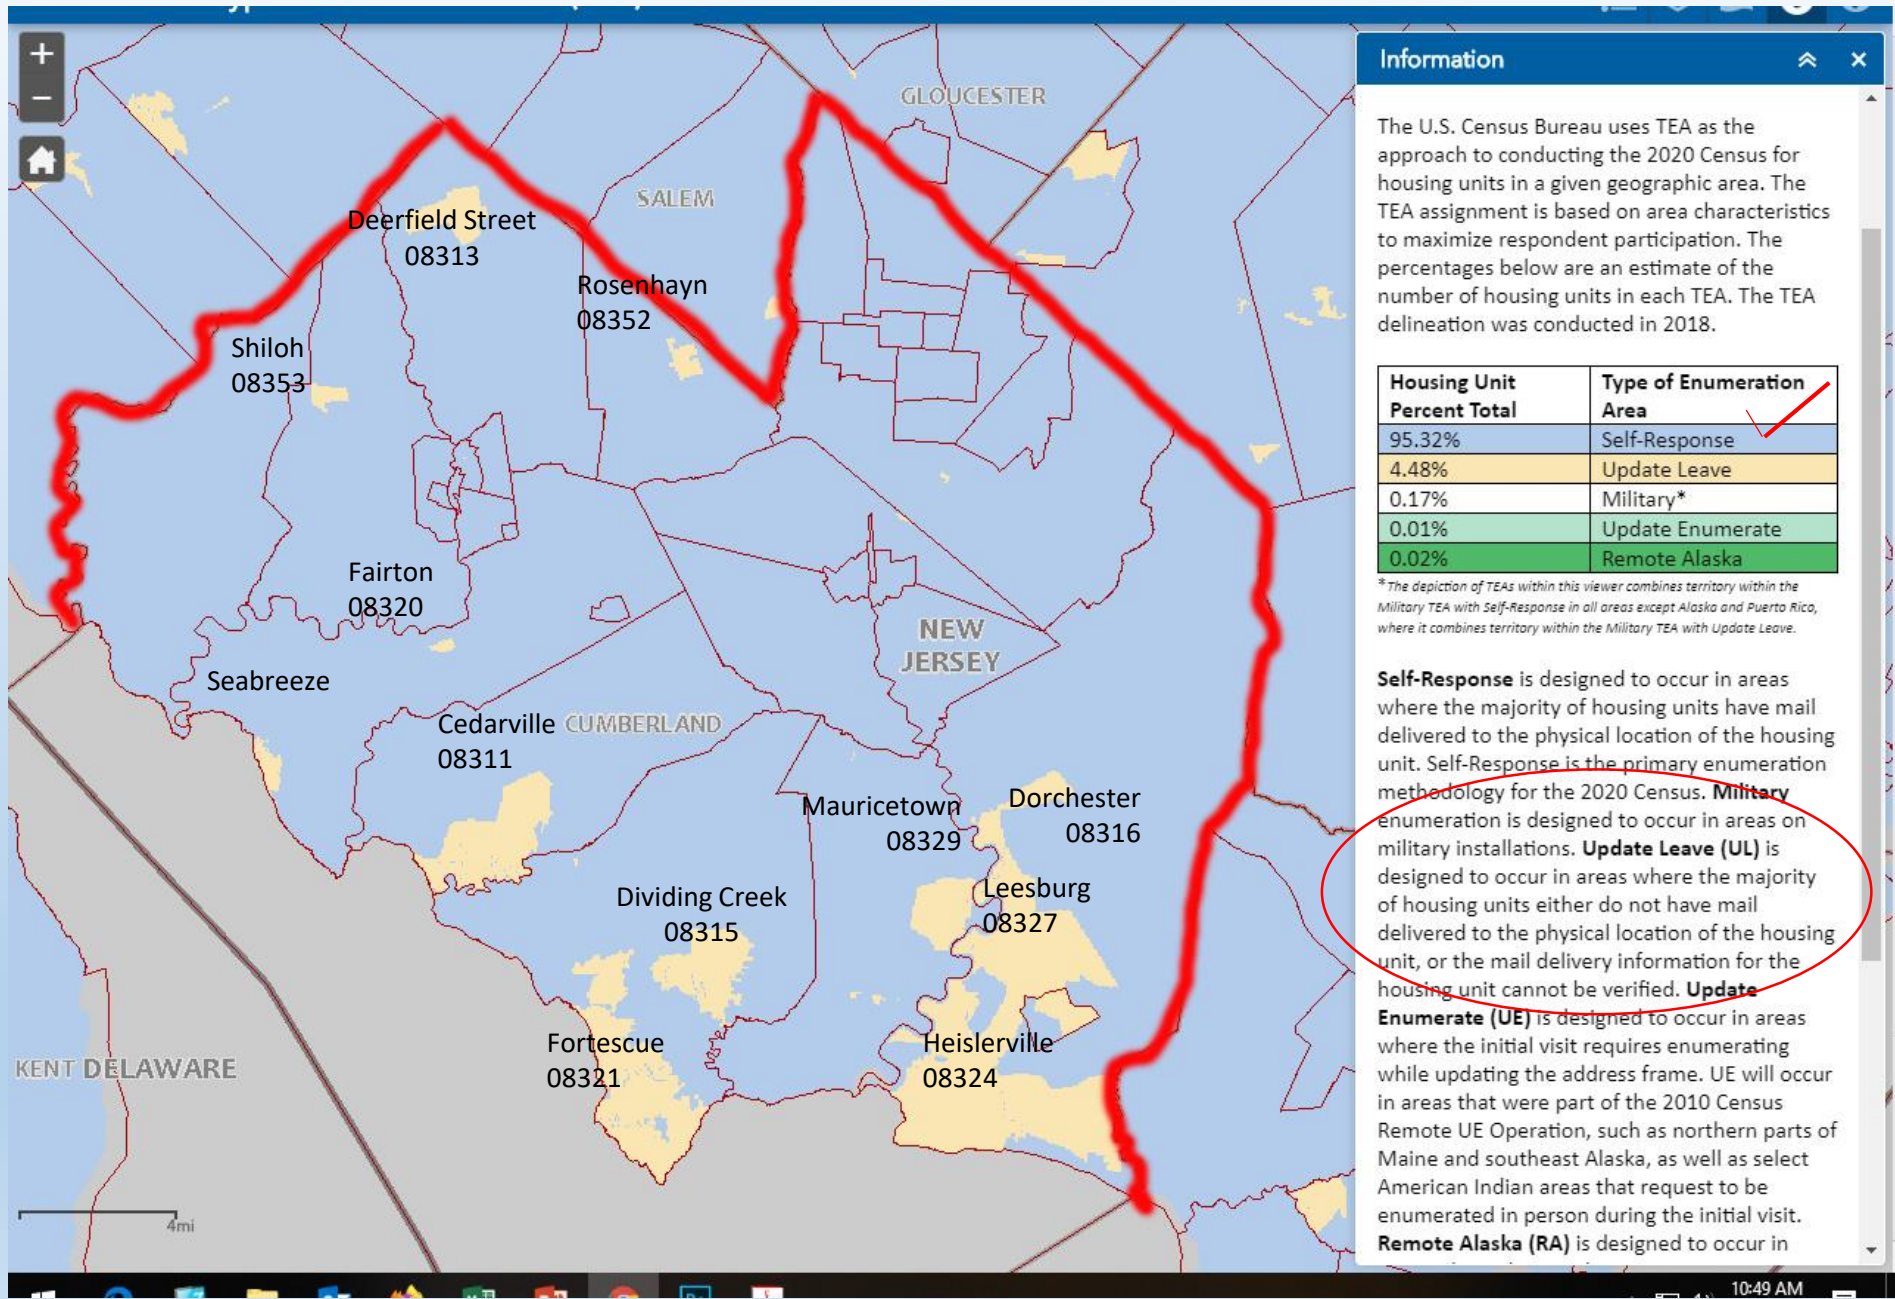 +
−
GLOUCESTER
SALEM
Deerfield Street
08313
Rosenhayn
08352
Shiloh
08353
Fairton
08320
NEW
JERSEY
Seabreeze
Cedarville
08311
CUMBERLAND
Mauricetown
08329
Dorchester
08316
Dividing Creek
08315
Leesburg
08327
Fortescue
08321
Heislerville
08324
KENT DELAWARE
4mi
Information
The U.S. Census Bureau uses TEA as the
approach to conducting the 2020 Census for
housing units in a given geographic area. The
TEA assignment is based on area characteristics
to maximize respondent participation. The
percentages below are an estimate of the
number of housing units in each TEA. The TEA
delineation was conducted in 2018.
Housing Unit Type of Enumeration
Percent Total Area
95.32% Self-Response
4.48% Update Leave
0.17% Military*
0.01% Update Enumerate
0.02% Remote Alaska
*The depiction of TEAs within this viewer combines territory within the
Military TEA with Self-Response in all areas except Alaska and Puerto Rico,
where it combines territory within the Military TEA with Update Leave.
Self-Response is designed to occur in areas
where the majority of housing units have mail
delivered to the physical location of the housing
unit. Self-Response is the primary enumeration
methodology for the 2020 Census. Military
enumeration is designed to occur in areas on
military installations. Update Leave (UL) is
designed to occur in areas where the majority
of housing units either do not have mail
delivered to the physical location of the housing
unit, or the mail delivery information for the
housing unit cannot be verified. Update
Enumerate (UE) is designed to occur in areas
where the initial visit requires enumerating
while updating the address frame. UE will occur
in areas that were part of the 2010 Census
Remote UE Operation, such as northern parts of
Maine and southeast Alaska, as well as select
American Indian areas that request to be
enumerated in person during the initial visit.
Remote Alaska (RA) is designed to occur in
10:49 AM